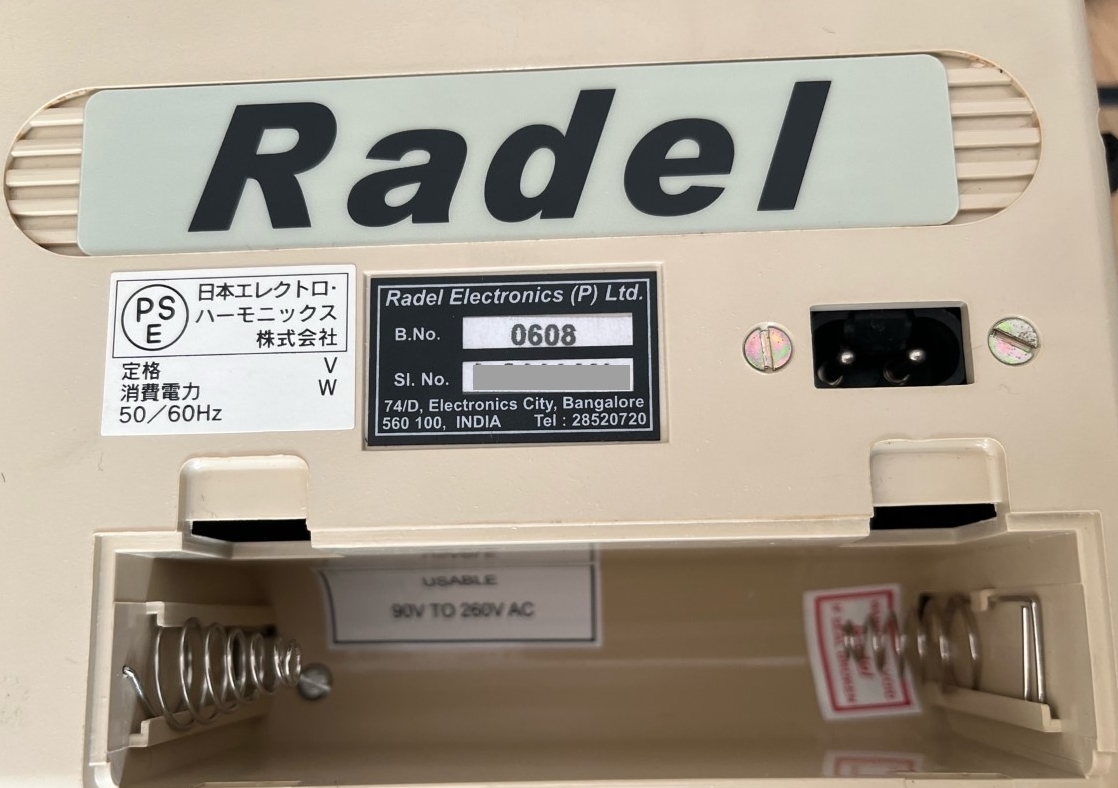 Radel
PS
E
日本エレクトロ・
ハーモニックス
株式会社
定格 V
消費電力 W
50／60Hz
Radel Electronics (P) Ltd.
B.No. 0608
Sl. No.
74/D, Electronics City, Bangalore
560 100, INDIA Tel : 28520720
USABLE
90V TO 260V AC